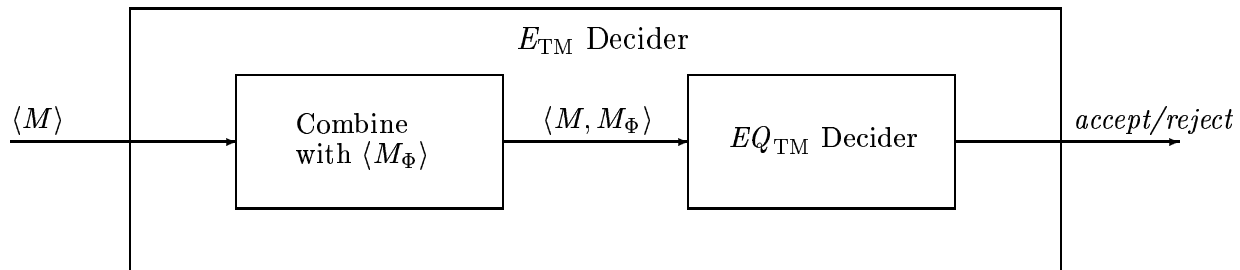 E_TM Decider
⟨M⟩
Combine
with ⟨M_Φ⟩
⟨M, M_Φ⟩
EQ_TM Decider
accept/reject